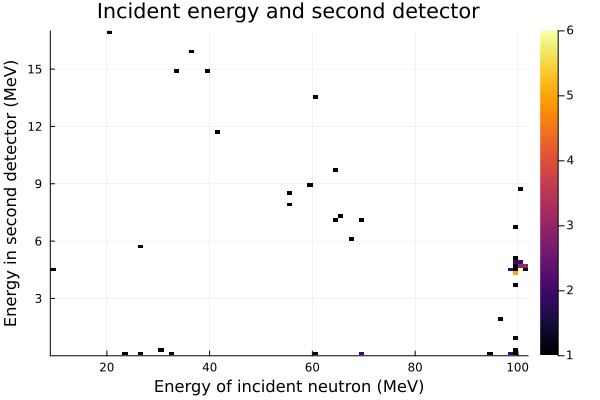 Incident energy and second detector
Energy in second detector (MeV)
15
12
9
6
3
20 40 60 80 100
Energy of incident neutron (MeV)
6
5
4
3
2
1